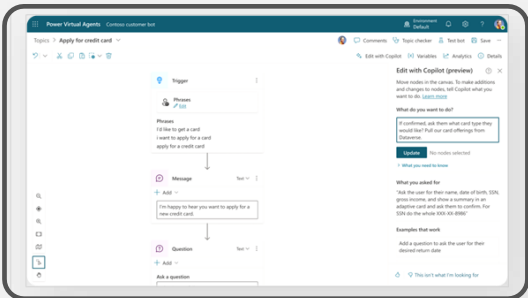 Power Virtual Agents Contoso customer bot
Environment
Default
Topics > Apply for credit card
Comments Topic checker Test bot Save
Edit with Copilot Variables Analytics Details
Trigger
Phrases
Edit
Phrases
I'd like to get a card
i want to apply for a card
apply for a credit card
Message Text
+ Add
I'm happy to hear you want to apply for a
new credit card.
Question Text
+ Add
Ask a question
Edit with Copilot (preview)
Move nodes in the canvas. To make additions
and changes to nodes, tell Copilot what you
want to do. Learn more
What do you want to do?
If confirmed, ask them what card type they
would like? Pull our card offerings from
Dataverse.
Update No nodes selected
What you need to know
What you asked for
"Ask the user for their name, date of birth, SSN,
gross income, and show a summary in an
adaptive card and ask them to confirm. For
SSN do the whole XXX-XX-8986"
Examples that work
Add a question to ask the user for their
desired return date
This isn't what I'm looking for